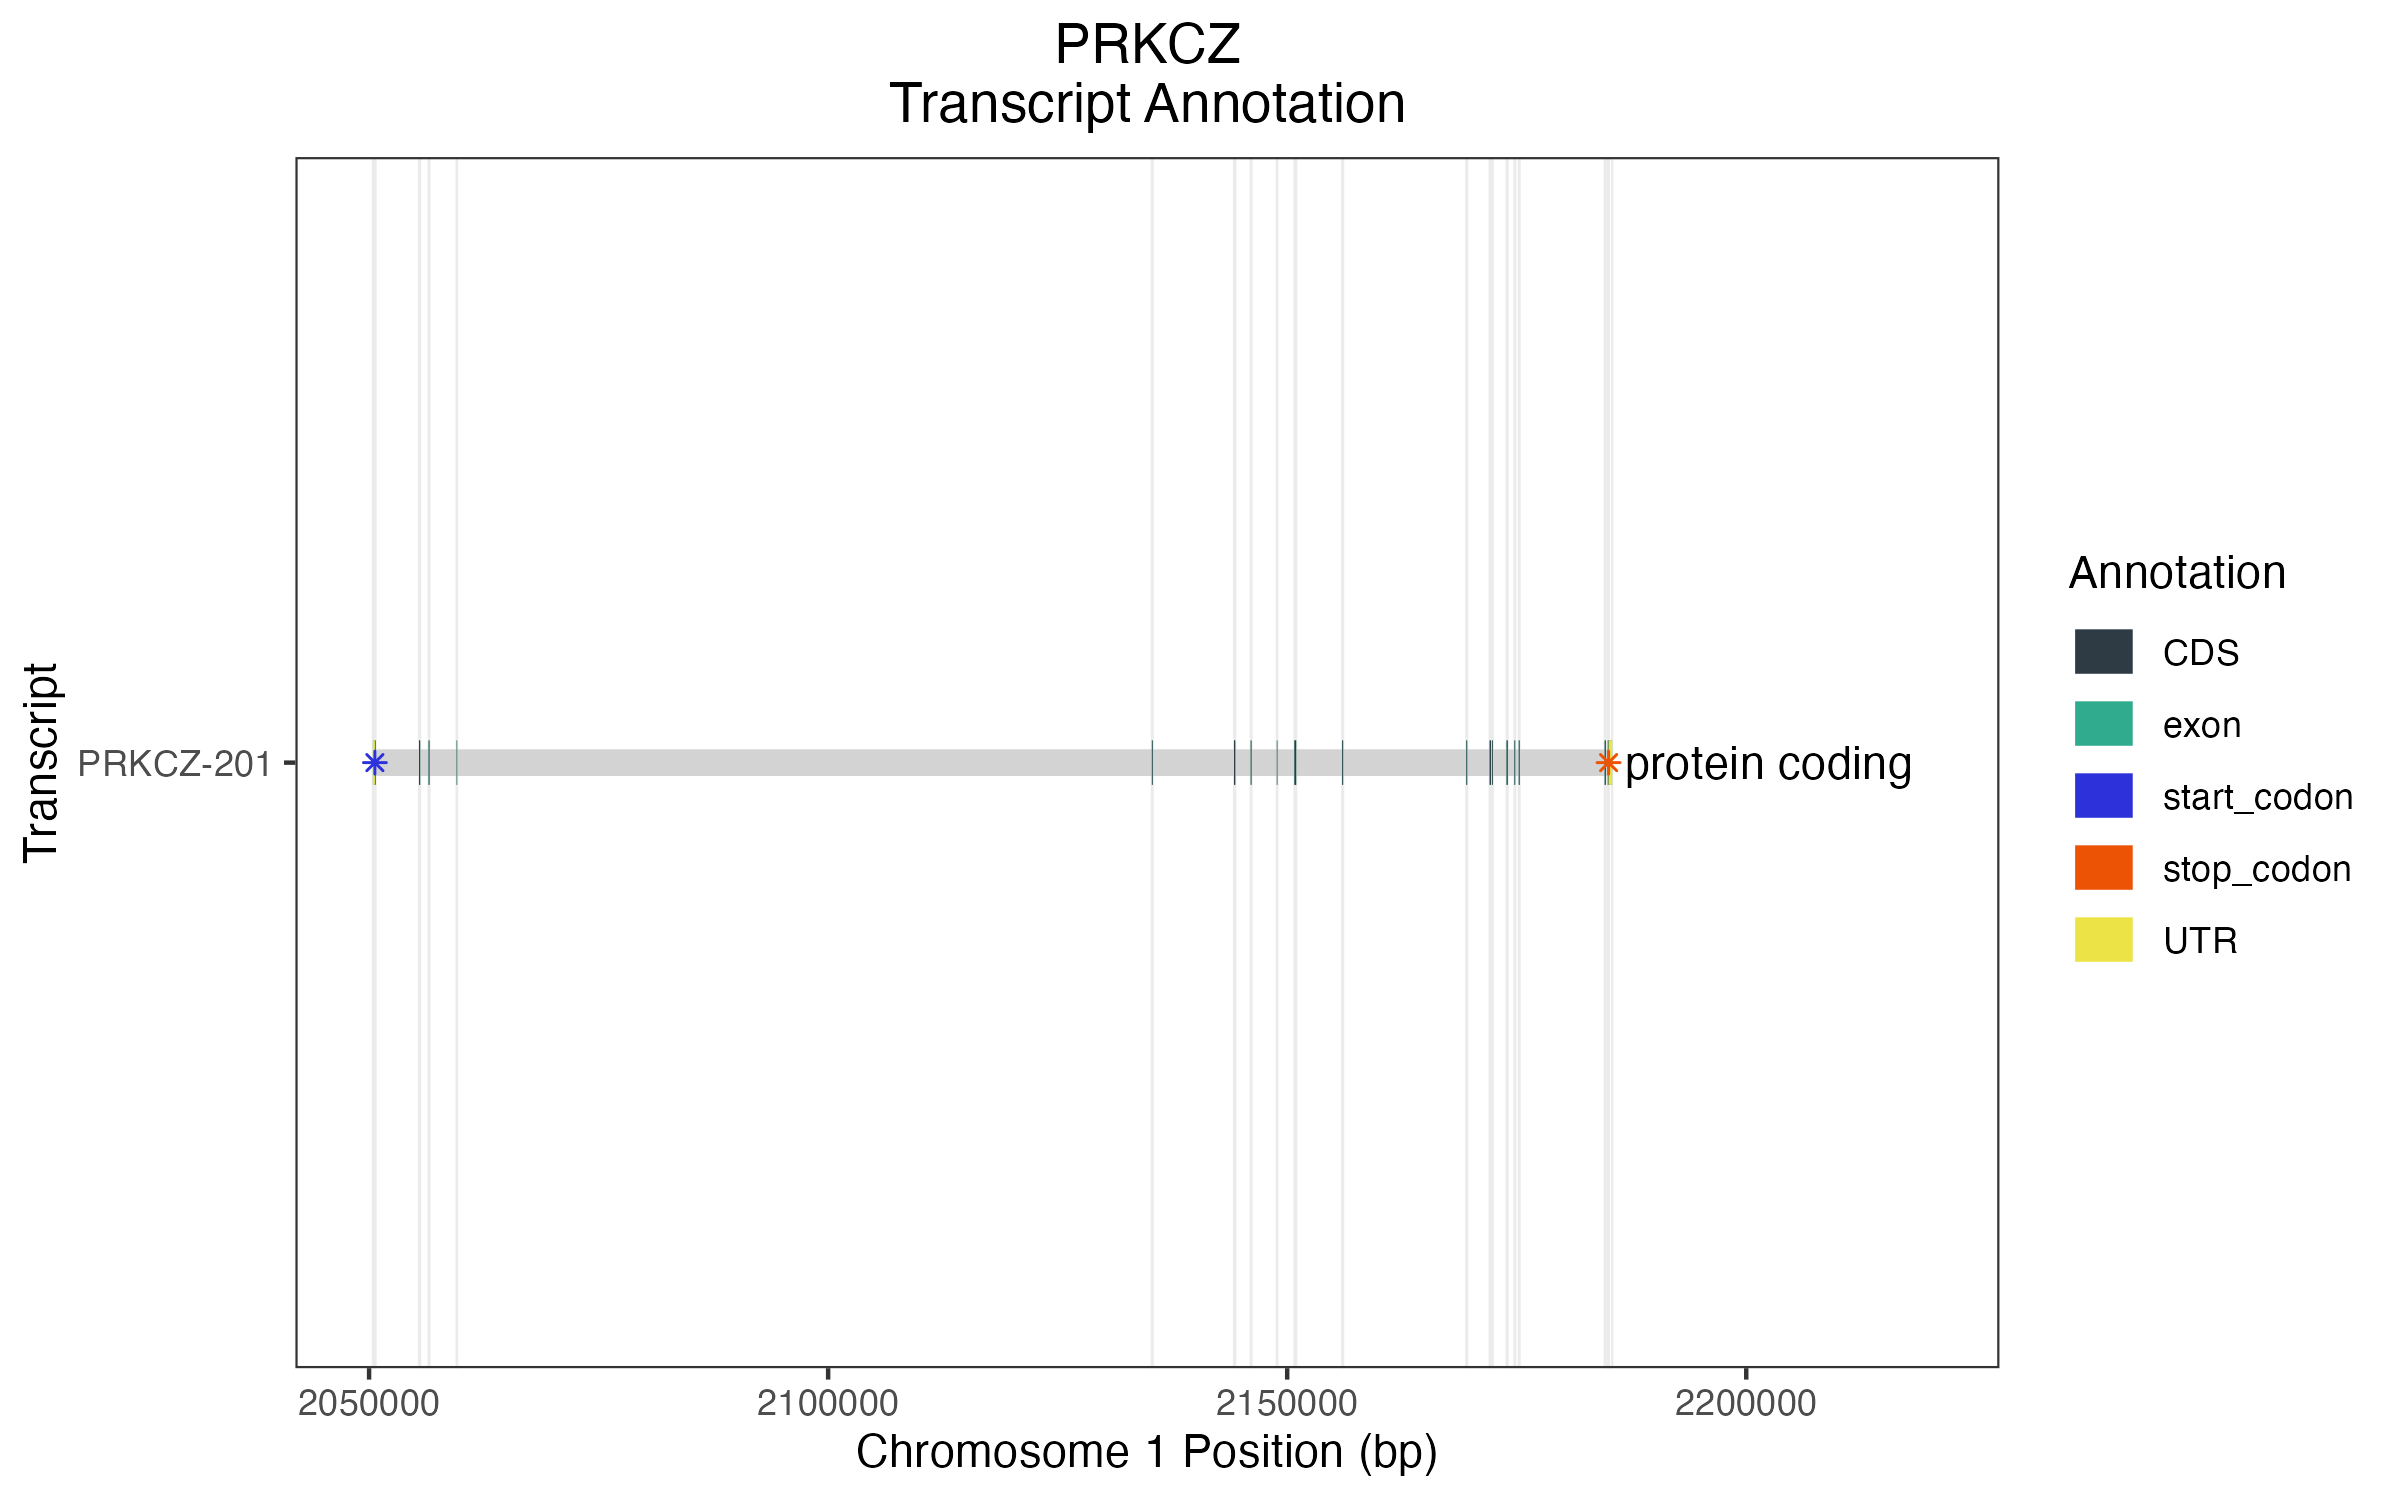 PRKCZ
Transcript Annotation
Transcript
PRKCZ-201
protein coding
2050000
2100000
2150000
2200000
Chromosome 1 Position (bp)
Annotation
CDS
exon
start_codon
stop_codon
UTR